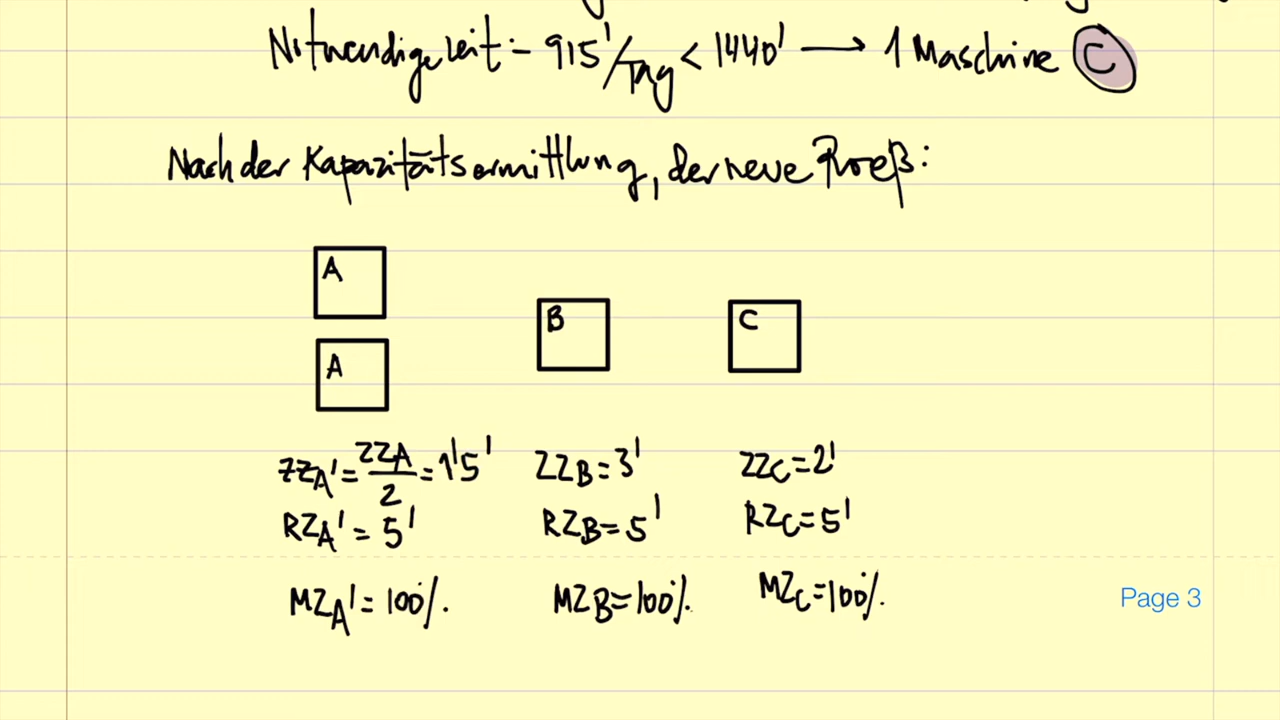 Notwendigezeit = 915'/Tag < 1440' → 1 Maschine C
Nach der Kapazitätsermittlung, der neue Prozeß:
A
A
B
C
ZZA' = ZZA/2 = 1'5' ZZB = 3' ZZC = 2'
RZA' = 5' RZB = 5' RZC = 5'
MZA' = 100% MZB = 100% MZC = 100%
Page 3